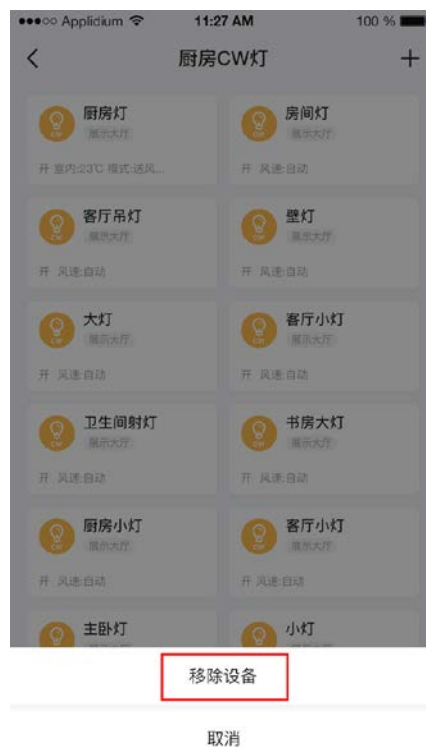 ●●●○○ Applidium 11:27 AM 100 %
厨房CW灯
厨房灯 房间灯
展示大厅 展示大厅
开 室内:23℃ 模式:送风... 开 风速:自动
客厅吊灯 壁灯
展示大厅 展示大厅
开 风速:自动 开 风速:自动
大灯 客厅小灯
展示大厅 展示大厅
开 风速:自动 开 风速:自动
卫生间射灯 书房大灯
展示大厅 展示大厅
开 风速:自动 开 风速:自动
厨房小灯 客厅小灯
展示大厅 展示大厅
开 风速:自动 开 风速:自动
主卧灯 小灯
移除设备
取消